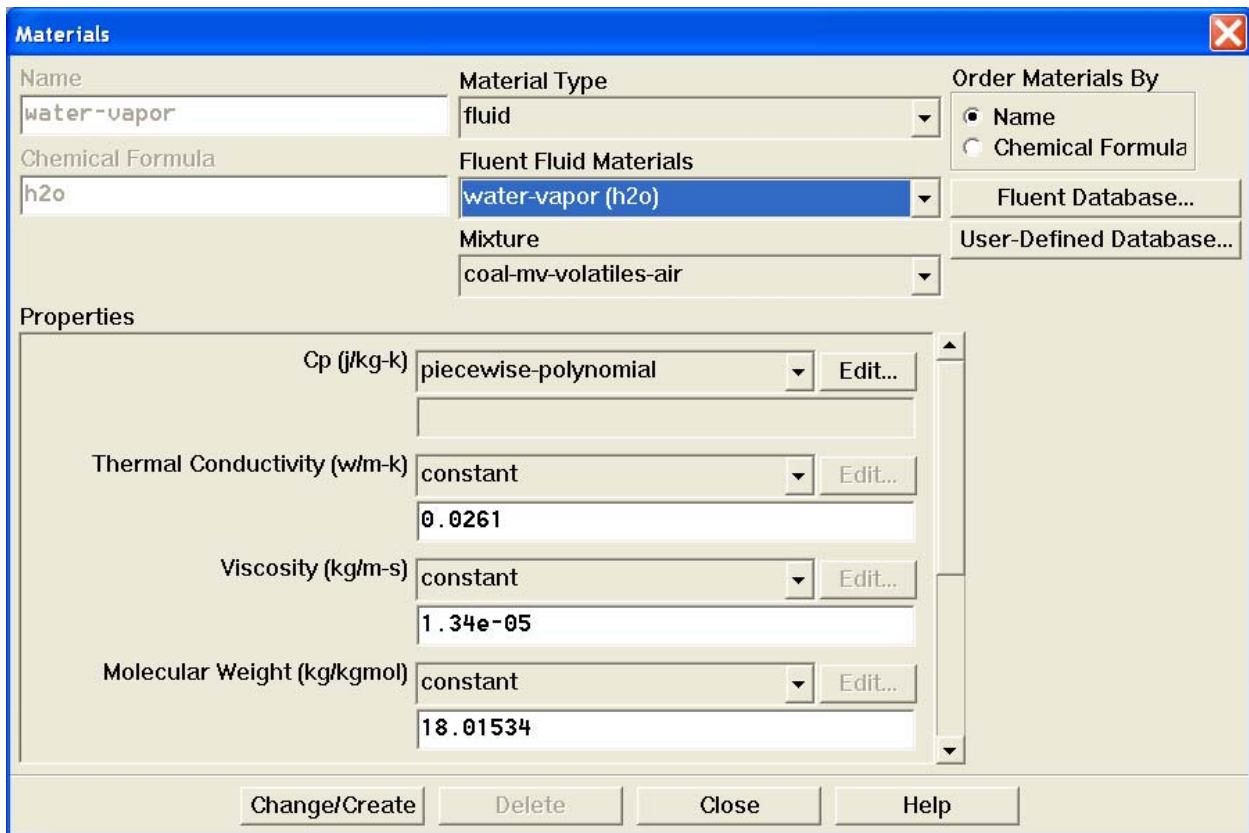 Materials
Name
water-vapor
Chemical Formula
h2o
Material Type
fluid
Fluent Fluid Materials
water-vapor (h2o)
Mixture
coal-mv-volatiles-air
Order Materials By
Name
Chemical Formula
Fluent Database...
User-Defined Database...
Properties
Cp (j/kg-k) piecewise-polynomial Edit...
Thermal Conductivity (w/m-k) constant Edit...
0.0261
Viscosity (kg/m-s) constant Edit...
1.34e-05
Molecular Weight (kg/kgmol) constant Edit...
18.01534
Change/Create Delete Close Help